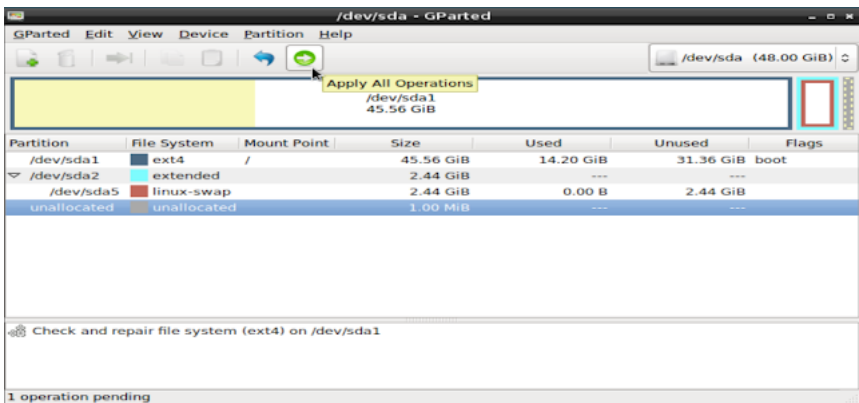 /dev/sda - GParted
GParted Edit View Device Partition Help
/dev/sda (48.00 GiB)
Apply All Operations
/dev/sda1
45.56 GiB
Partition File System Mount Point Size Used Unused Flags
/dev/sda1 ext4 / 45.56 GiB 14.20 GiB 31.36 GiB boot
/dev/sda2 extended 2.44 GiB --- ---
/dev/sda5 linux-swap 2.44 GiB 0.00 B 2.44 GiB
unallocated unallocated 1.00 MiB --- ---
Check and repair file system (ext4) on /dev/sda1
1 operation pending